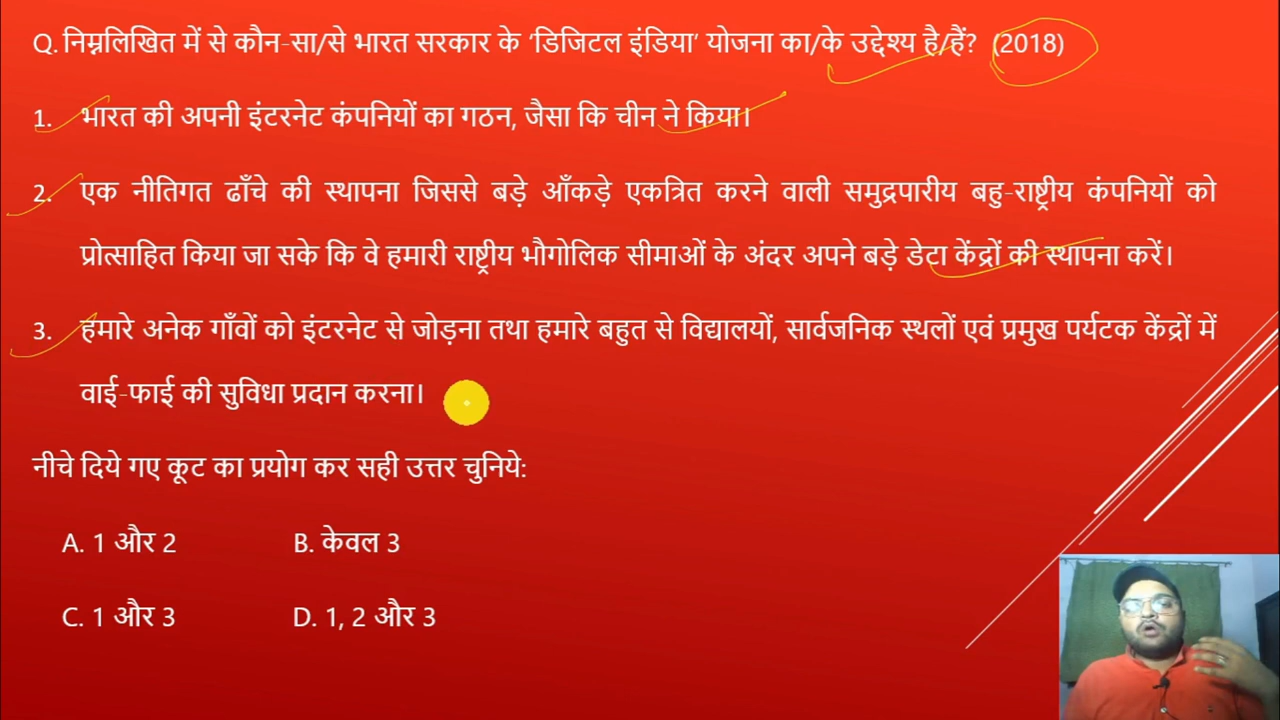 Q. निम्नलिखित में से कौन-सा/से भारत सरकार के ‘डिजिटल इंडिया’ योजना का/के उद्देश्य है/हैं? (2018)
1. भारत की अपनी इंटरनेट कंपनियों का गठन, जैसा कि चीन ने किया।
2. एक नीतिगत ढाँचे की स्थापना जिससे बड़े आँकड़े एकत्रित करने वाली समुद्रपारीय बहु-राष्ट्रीय कंपनियों को
प्रोत्साहित किया जा सके कि वे हमारी राष्ट्रीय भौगोलिक सीमाओं के अंदर अपने बड़े डेटा केंद्रों की स्थापना करें।
3. हमारे अनेक गाँवों को इंटरनेट से जोड़ना तथा हमारे बहुत से विद्यालयों, सार्वजनिक स्थलों एवं प्रमुख पर्यटक केंद्रों में
वाई-फाई की सुविधा प्रदान करना।
नीचे दिये गए कूट का प्रयोग कर सही उत्तर चुनिये:
A. 1 और 2 B. केवल 3
C. 1 और 3 D. 1, 2 और 3